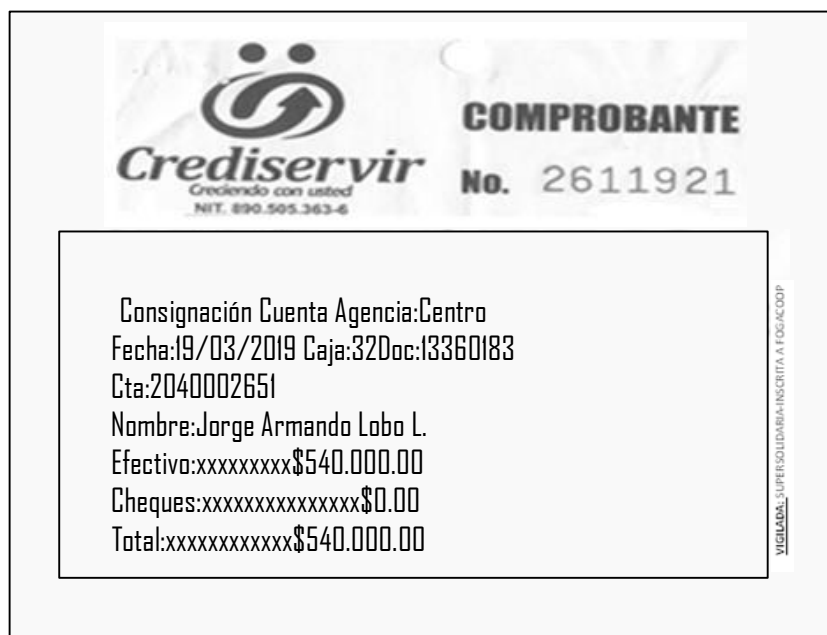 Crediservir
Creciendo con usted
NIT. 890.505.363-6
COMPROBANTE
No. 2611921
Consignación Cuenta Agencia:Centro
Fecha:19/03/2019 Caja:32Doc:13360183
Cta:2040002651
Nombre:Jorge Armando Lobo L.
Efectivo:xxxxxxxxx$540.000.00
Cheques:xxxxxxxxxxxxxxx$0.00
Total:xxxxxxxxxxxx$540.000.00
VIGILADA: SUPERSOLIDARIA-INSCRITA A FOGACOOP